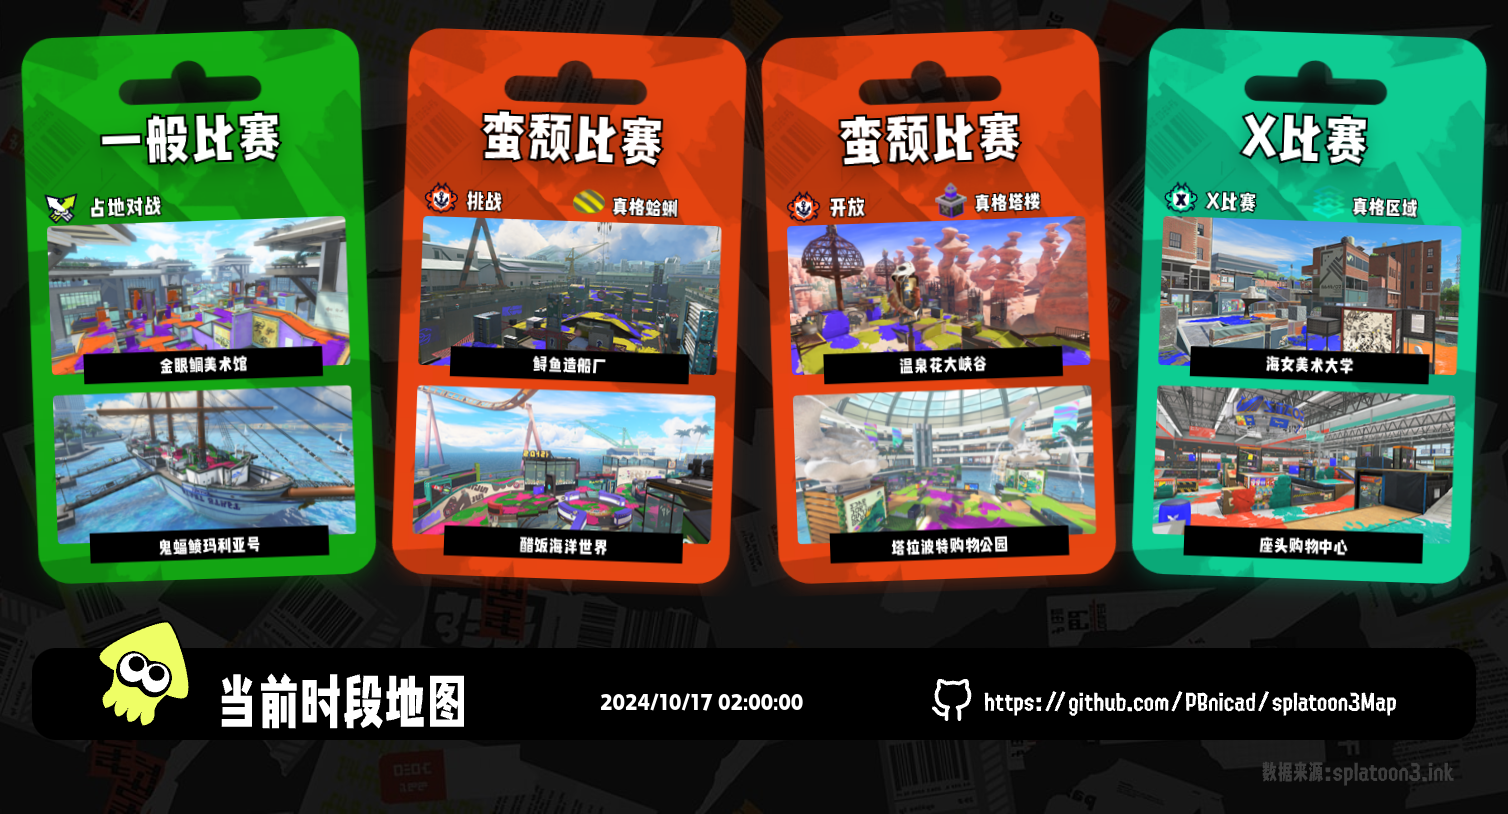 一般比赛
占地对战
金眼鲷美术馆
鬼蝠鲼玛利亚号
蛮颓比赛
挑战
真格蛤蜊
鲟鱼造船厂
醋饭海洋世界
蛮颓比赛
开放
真格塔楼
温泉花大峡谷
塔拉波特购物公园
X比赛
X比赛
真格区域
海女美术大学
座头购物中心
当前时段地图
2024/10/17 02:00:00
https://github.com/PBnicad/splatoon3Map
数据来源:splatoon3.ink